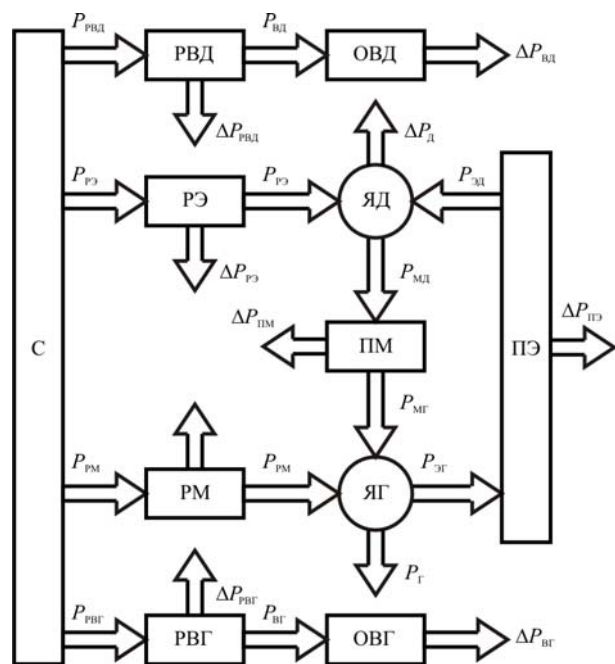 P_РВД РВД P_ВД ОВД ΔP_ВД
ΔP_РВД ΔP_Д
P_РЭ РЭ P_РЭ ЯД P_ЭД
ΔP_РЭ P_МД
С ΔP_ПМ ПМ ПЭ ΔP_ПЭ
P_МГ
P_РМ РМ P_РМ ЯГ P_ЭГ
P_Г
ΔP_РВГ
P_РВГ РВГ P_ВГ ОВГ ΔP_ВГ